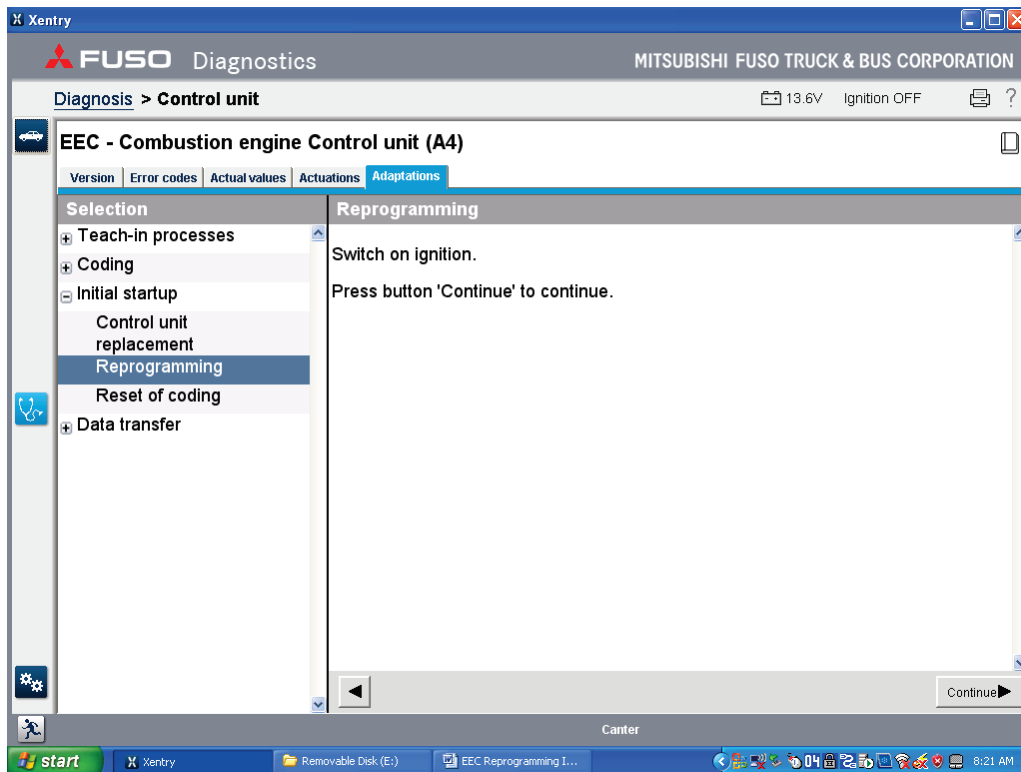 Xentry
FUSO Diagnostics
MITSUBISHI FUSO TRUCK & BUS CORPORATION
Diagnosis > Control unit
13.6V Ignition OFF
?
EEC - Combustion engine Control unit (A4)
Version Error codes Actual values Actuations Adaptations
Selection
Teach-in processes
Coding
Initial startup
Control unit
replacement
Reprogramming
Reset of coding
Data transfer
Reprogramming
Switch on ignition.
Press button 'Continue' to continue.
Continue
Canter
start Xentry Removable Disk (E:) EEC Reprogramming I... 04 8:21 AM